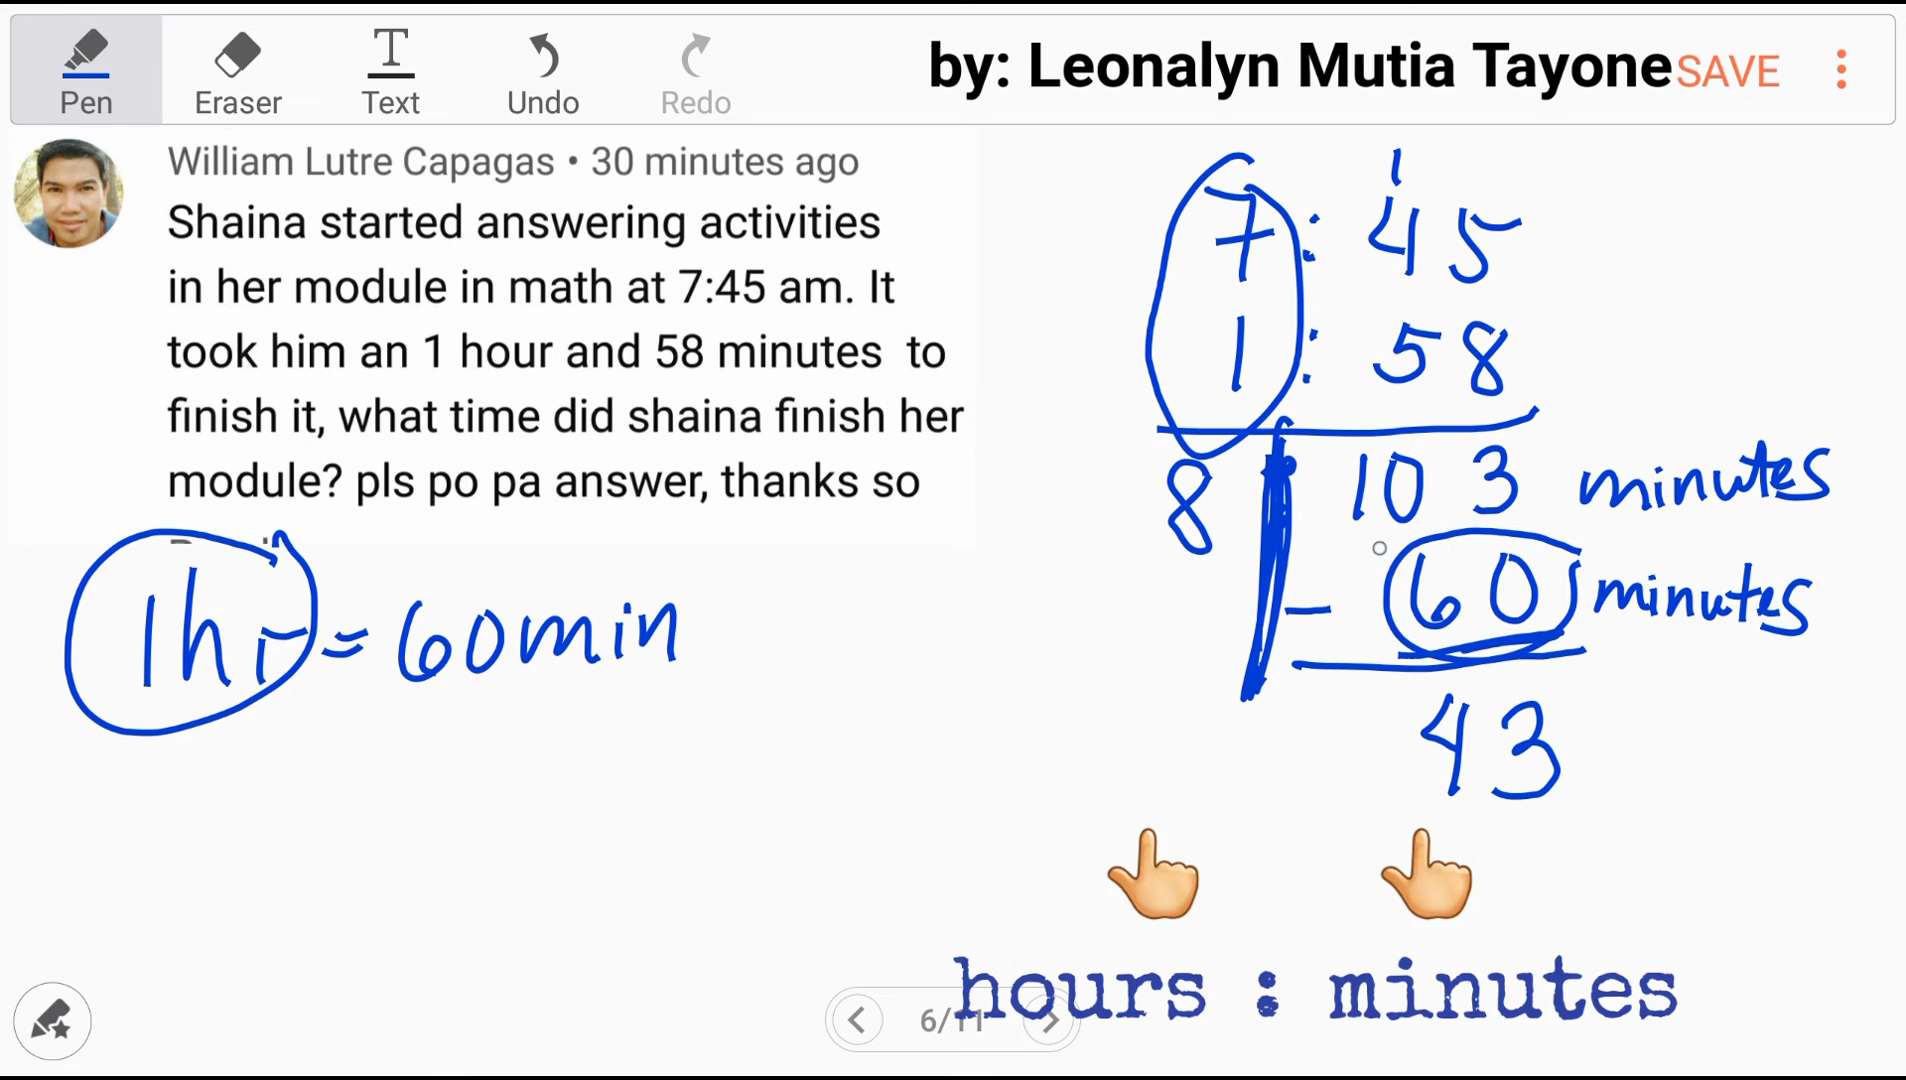 Pen
Eraser
Text
Undo
Redo
by: Leonalyn Mutia Tayone
SAVE
William Lutre Capagas • 30 minutes ago
Shaina started answering activities
in her module in math at 7:45 am. It
took him an 1 hour and 58 minutes to
finish it, what time did shaina finish her
module? pls po pa answer, thanks so
1hr = 60min
1
7 : 45
1 : 58
8 : 103 minutes
- 60 minutes
43
hours : minutes
6/11